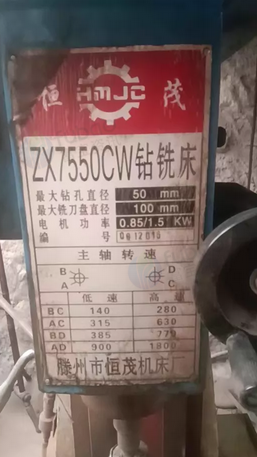 恒 HMJC 茂
ZX7550CW钻铣床
最大钻孔直径 50 mm
最大铣刀盘直径 100 mm
电机功率 0.85/1.5 KW
编号
主轴转速
B D
A C
低速 高速
BC 140 280
AC 315 630
BD 385 770
AD 900 1800
滕州市恒茂机床厂